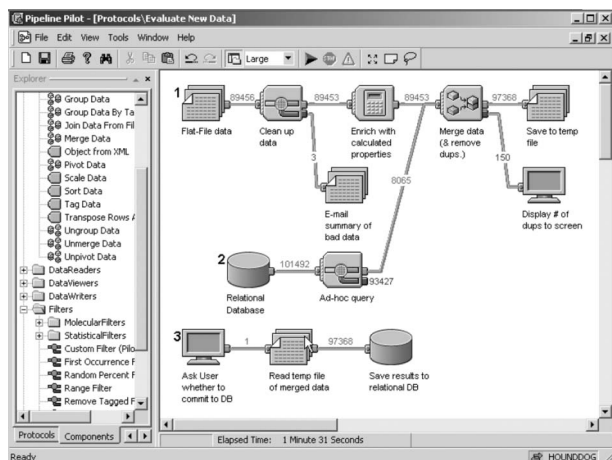 Pipeline Pilot - [Protocols\Evaluate New Data]
File Edit View Tools Window Help
Large
Explorer
Group Data
Group Data By Ta
Join Data From Fil
Merge Data
Object from XML
Pivot Data
Scale Data
Sort Data
Tag Data
Transpose Rows A
Ungroup Data
Unmerge Data
Unpivot Data
DataReaders
DataViewers
DataWriters
Filters
MolecularFilters
StatisticalFilters
Custom Filter (Pilo
First Occurrence F
Random Percent F
Range Filter
Remove Tagged F
Protocols Components
1
89456
89453
89453
97368
Flat-File data
Clean up
data
Enrich with
calculated
properties
Merge data
(& remove
dups.)
Save to temp
file
3
8065
150
E-mail
summary of
bad data
Display # of
dups to screen
2
101492
93427
Relational
Database
Ad-hoc query
3
1
97368
Ask User
whether to
commit to DB
Read temp file
of merged data
Save results to
relational DB
Elapsed Time: 1 Minute 31 Seconds
Ready
HOUNDDOG